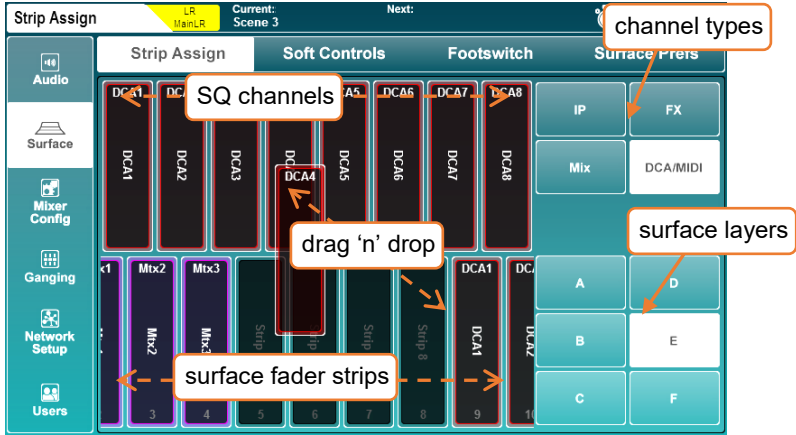 Strip Assign
LR
MainLR
Current:
Scene 3
Next:
channel types
Audio
Surface
Mixer
Config
Ganging
Network
Setup
Users
Strip Assign
Soft Controls
Footswitch
Surface Prefs
DCA1
SQ channels
DCA6
DCA7
DCA8
DCA1
DCA2
DCA3
DCA4
DCA5
DCA6
DCA7
DCA8
IP
FX
Mix
DCA/MIDI
drag ‘n’ drop
surface layers
Mtx2
Mtx3
DCA1
Mtx2
Mtx3
Strip 8
DCA1
DCA2
surface fader strips
3
4
5
6
7
8
9
10
A
D
B
E
C
F